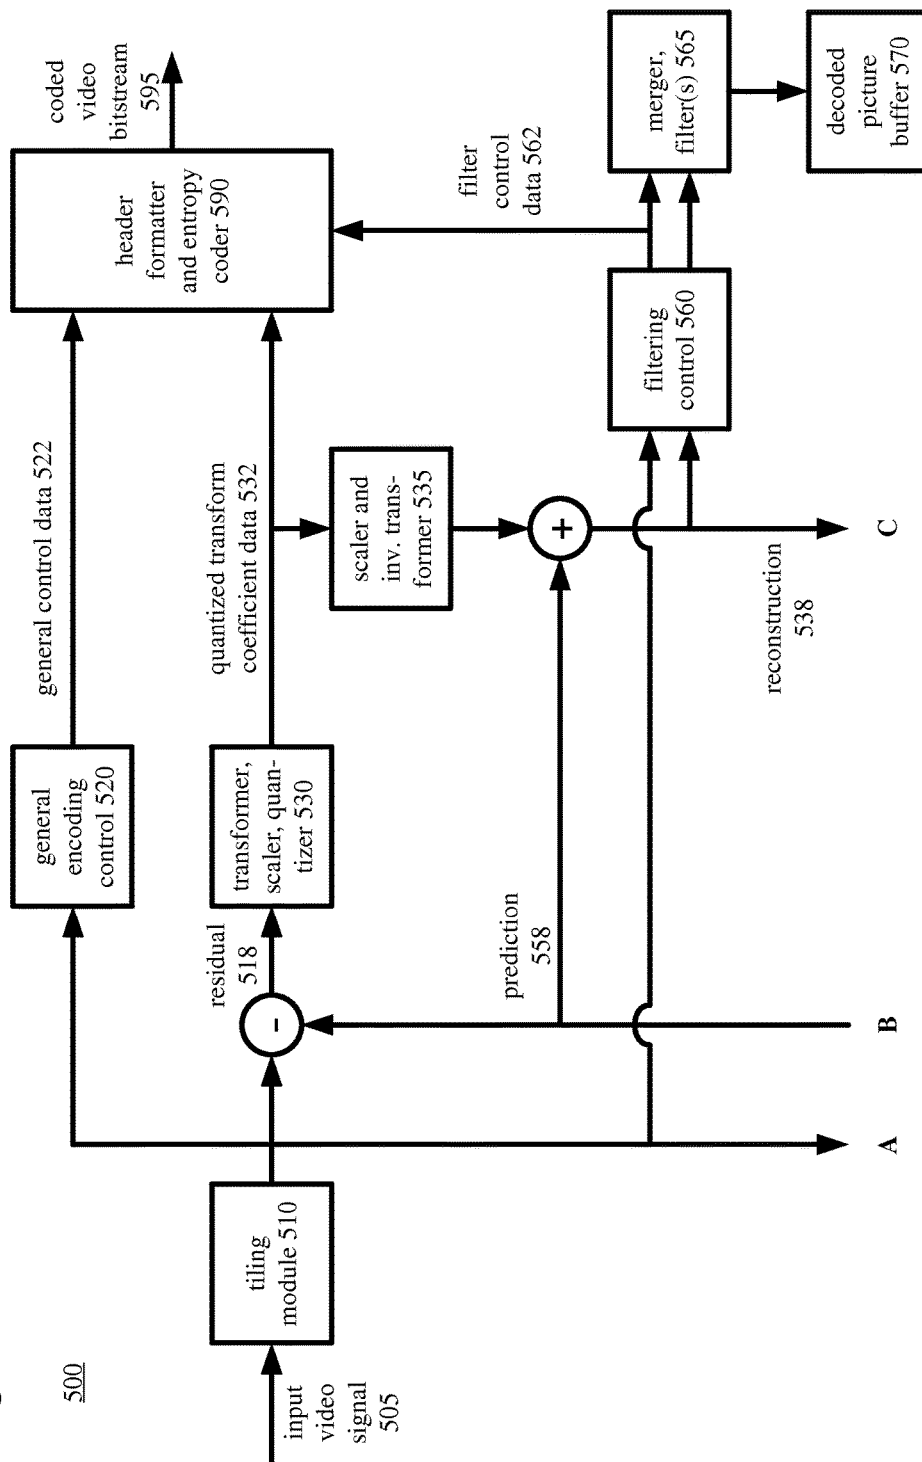 500
input
video
signal
505
tiling
module 510
general
encoding
control 520
general control data 522
header
formatter
and entropy
coder 590
coded
video
bitstream
595
-
residual
518
transformer,
scaler, quan-
tizer 530
quantized transform
coefficient data 532
scaler and
inv. trans-
former 535
prediction
558
+
filter
control
data 562
filtering
control 560
merger,
filter(s) 565
decoded
picture
buffer 570
reconstruction
538
A
B
C